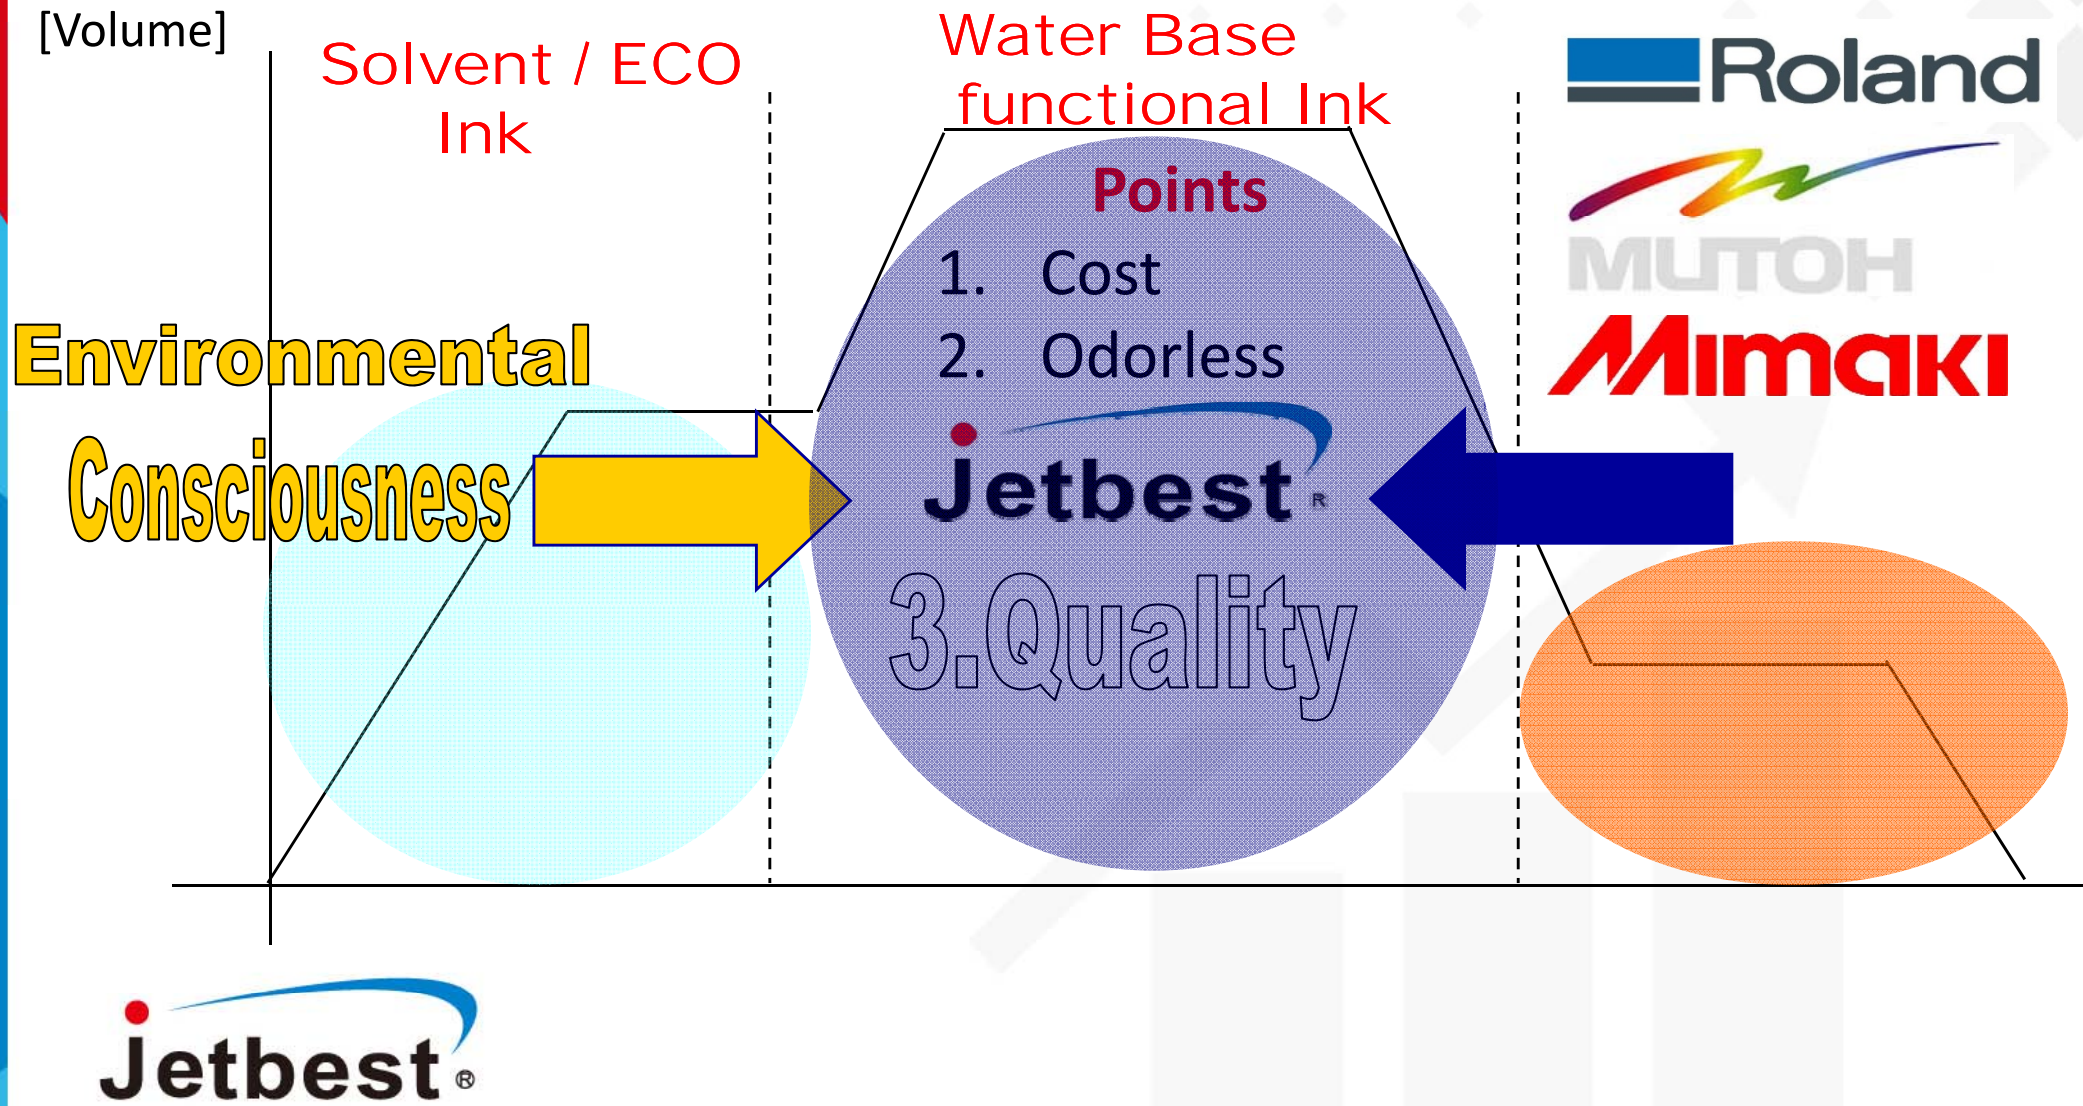 [Volume]
Solvent / ECO
Ink
Water Base
functional Ink
Roland
MUTOH
Mimaki
Points
1. Cost
2. Odorless
Jetbest ®
3.Quality
Environmental
Consciousness
Jetbest ®